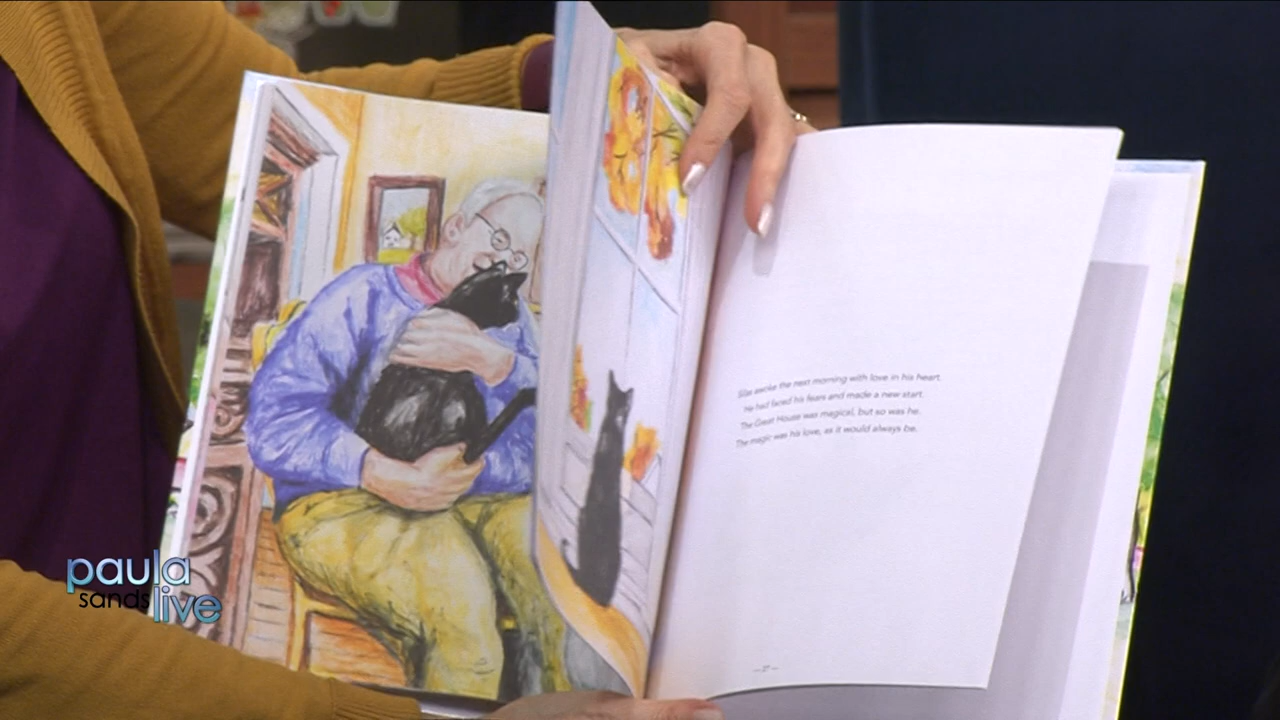 Silas awoke the next morning with love in his heart.
He had faced his fears and made a new start.
The Great House was magical, but so was he.
The magic was his love, as it would always be.
paula
sands
live